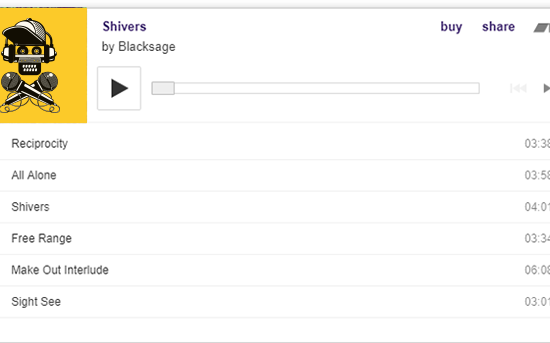 Shivers
buy share
by Blacksage
Reciprocity 03:38
All Alone 03:58
Shivers 04:01
Free Range 03:34
Make Out Interlude 06:08
Sight See 03:01